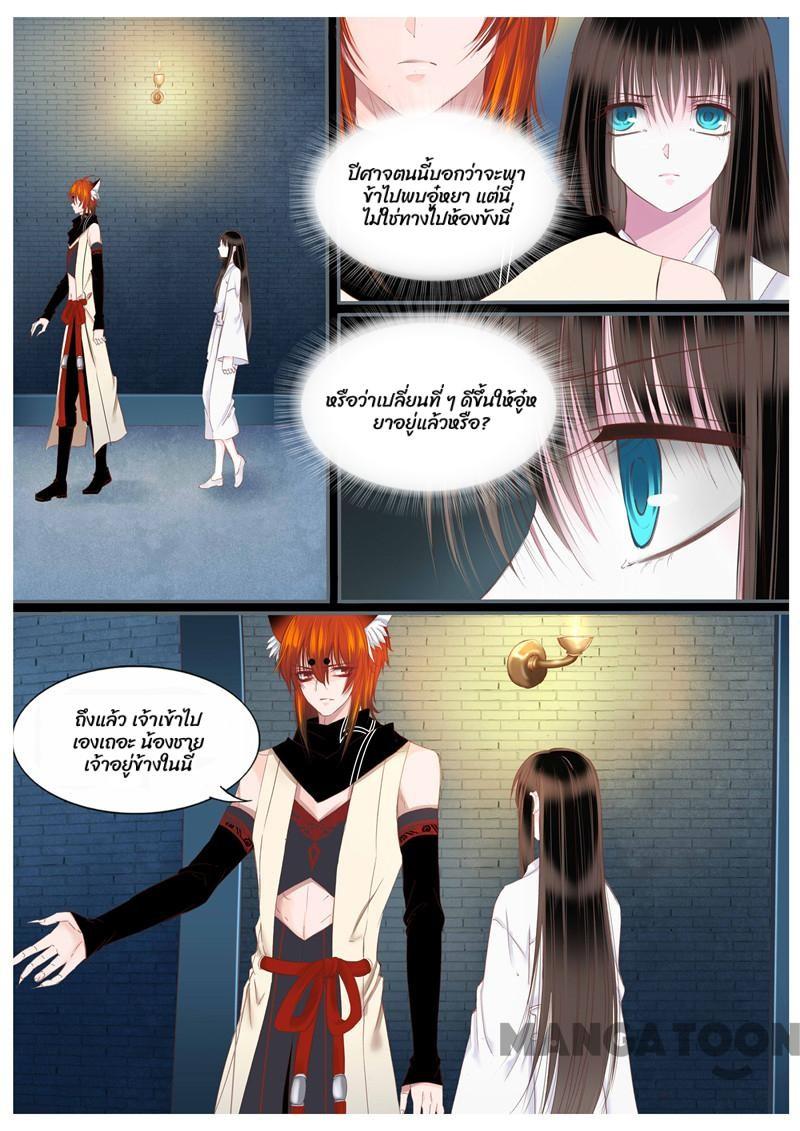 ปีศาจตนนี้บอกว่าจะพา
ข้าไปพบอู๋หยา แต่นี่
ไม่ใช่ทางไปห้องขังนี่
หรือว่าเปลี่ยนที่ ๆ ดีขึ้นให้อู๋ห
ยาอยู่แล้วหรือ?
ถึงแล้ว เจ้าเข้าไป
เองเถอะ น้องชาย
เจ้าอยู่ข้างในนี้
MANGATOON